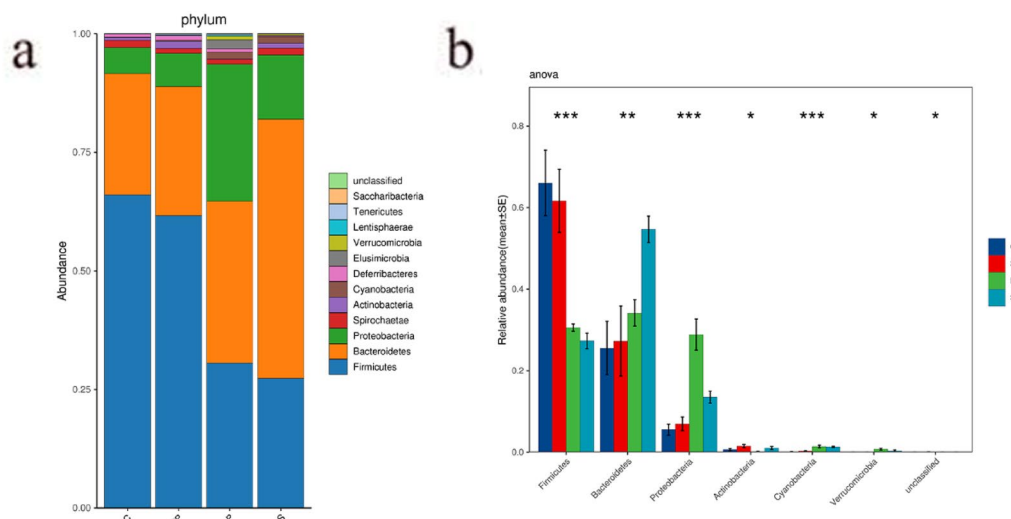 a
phylum
1.00
0.75
0.50
0.25
0.00
Abundance
unclassified
Saccharibacteria
Tenericutes
Lentisphaerae
Verrucomicrobia
Elusimicrobia
Deferribacteres
Cyanobacteria
Actinobacteria
Spirochaetae
Proteobacteria
Bacteroidetes
Firmicutes
b
anova
*** ** *** * *** * *
0.8
0.6
0.4
0.2
0.0
Relative abundance(mean±SE)
Firmicutes
Bacteroidetes
Proteobacteria
Actinobacteria
Cyanobacteria
Verrucomicrobia
unclassified